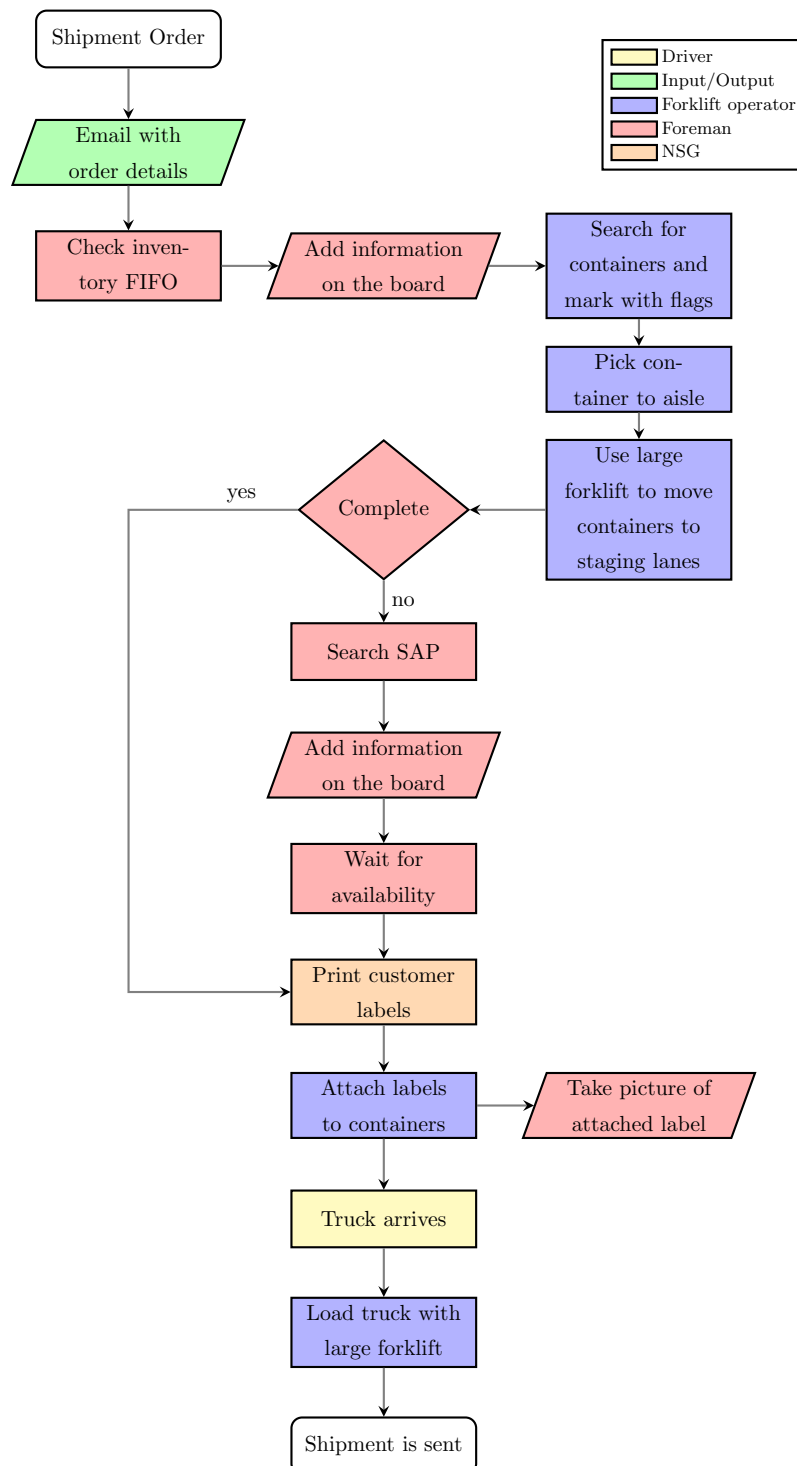 Shipment Order
Driver
Input/Output
Forklift operator
Foreman
NSG
Email with
order details
Check inven-
tory FIFO
Add information
on the board
Search for
containers and
mark with flags
Pick con-
tainer to aisle
Use large
forklift to move
containers to
staging lanes
Complete
yes
no
Search SAP
Add information
on the board
Wait for
availability
Print customer
labels
Attach labels
to containers
Take picture of
attached label
Truck arrives
Load truck with
large forklift
Shipment is sent